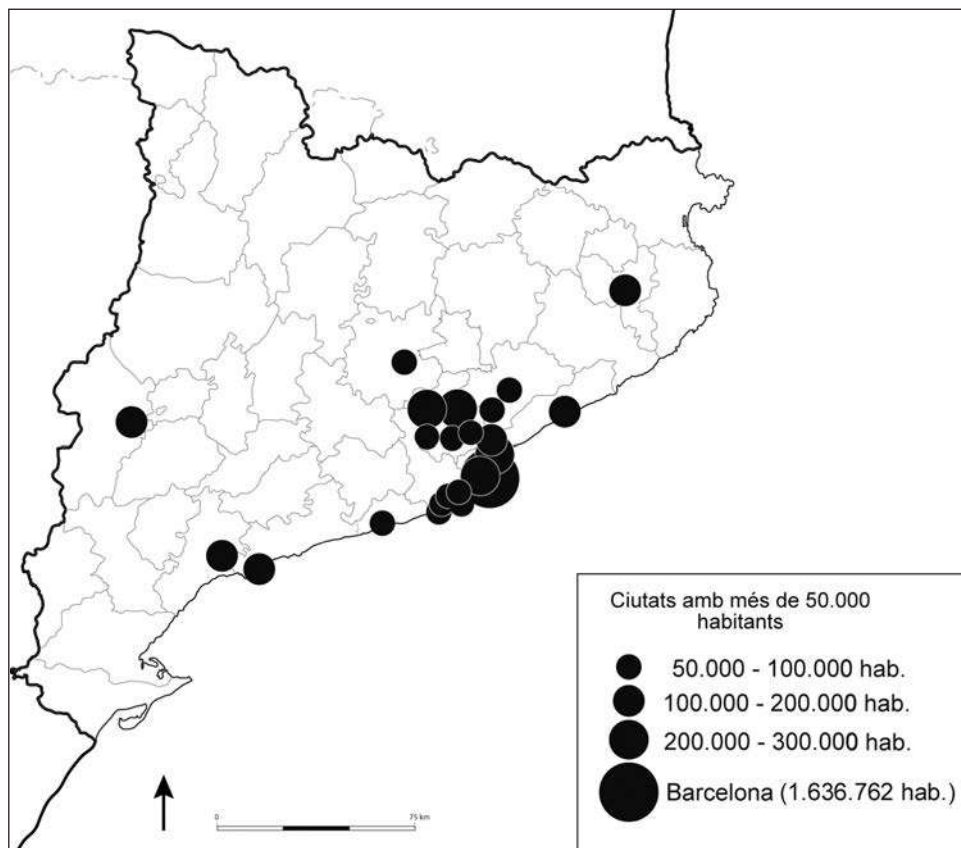 Ciutats amb més de 50.000
habitants
50.000 - 100.000 hab.
100.000 - 200.000 hab.
200.000 - 300.000 hab.
Barcelona (1.636.762 hab.)
0 75 km